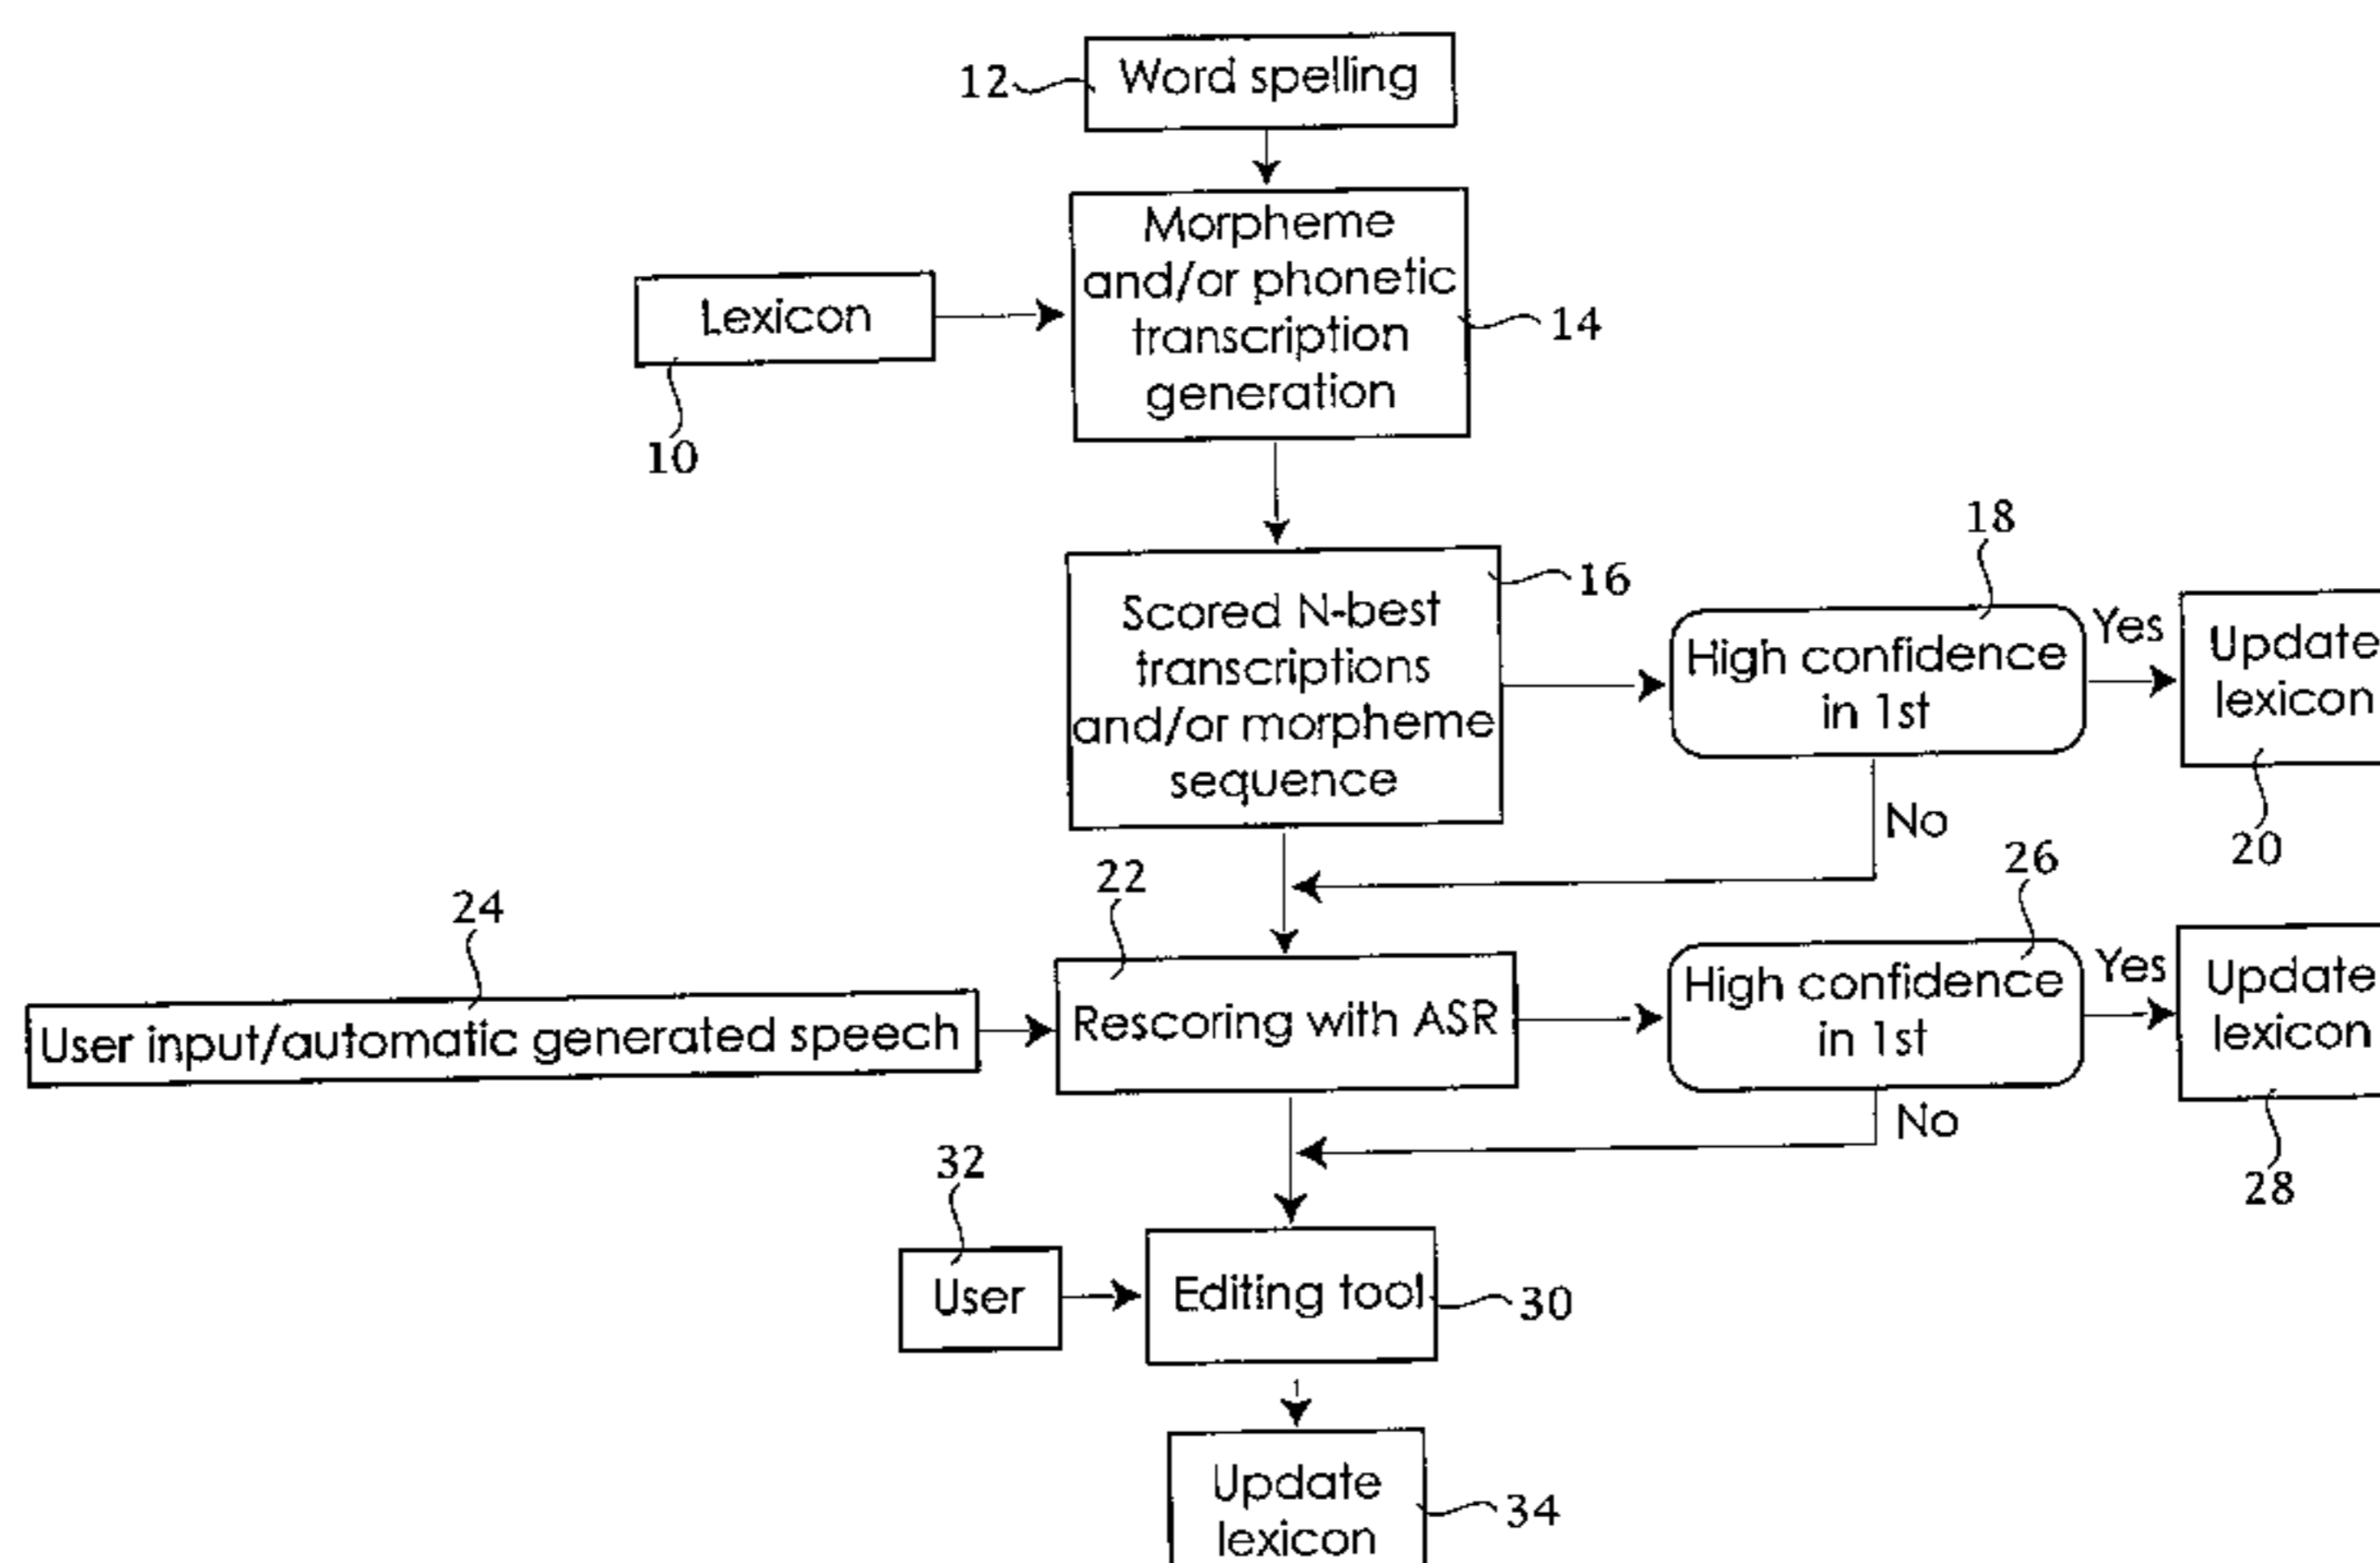 12
Word spelling
Morpheme
and/or phonetic
transcription
generation
14
Lexicon
10
Scored N-best
transcriptions
and/or morpheme
sequence
16
18
High confidence
in 1st
Yes
Update
lexicon
20
No
22
24
User input/automatic generated speech
Rescoring with ASR
26
High confidence
in 1st
Yes
Update
lexicon
28
No
32
User
Editing tool
30
Update
lexicon
34